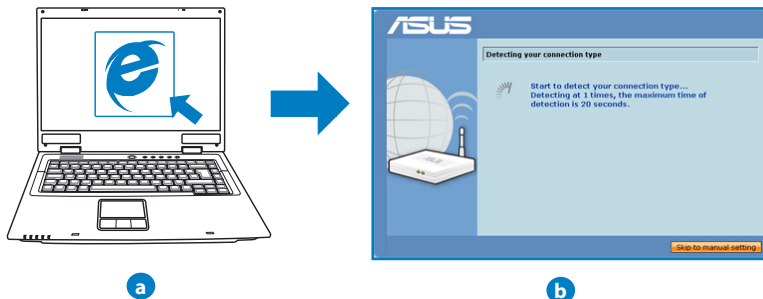 ASUS
Detecting your connection type
Start to detect your connection type...
Detecting at 1 times, the maximum time of
detection is 20 seconds.
ASUS
Skip to manual setting
a
b